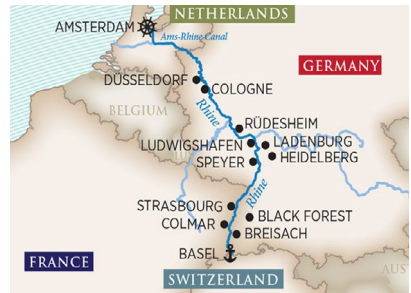 NETHERLANDS
AMSTERDAM
Ams-Rhine Canal
GERMANY
DÜSSELDORF
COLOGNE
BELGIUM
Rhine
RÜDESHEIM
LUDWIGSHAFEN
LADENBURG
HEIDELBERG
SPEYER
Rhine
STRASBOURG
BLACK FOREST
COLMAR
BREISACH
BASEL
FRANCE
SWITZERLAND
AUST